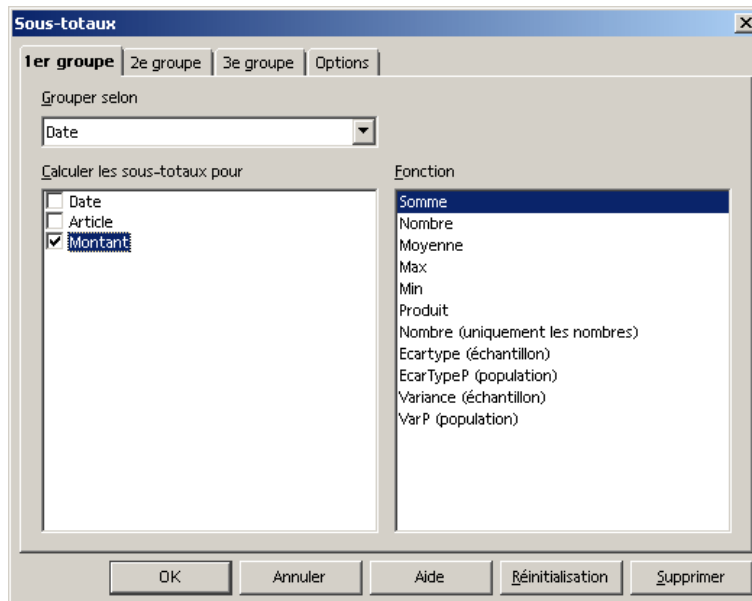 Sous-totaux
1er groupe 2e groupe 3e groupe Options
Grouper selon
Date
Calculer les sous-totaux pour
Date
Article
Montant
Fonction
Somme
Nombre
Moyenne
Max
Min
Produit
Nombre (uniquement les nombres)
Ecartype (échantillon)
EcarTypeP (population)
Variance (échantillon)
VarP (population)
OK Annuler Aide Réinitialisation Supprimer